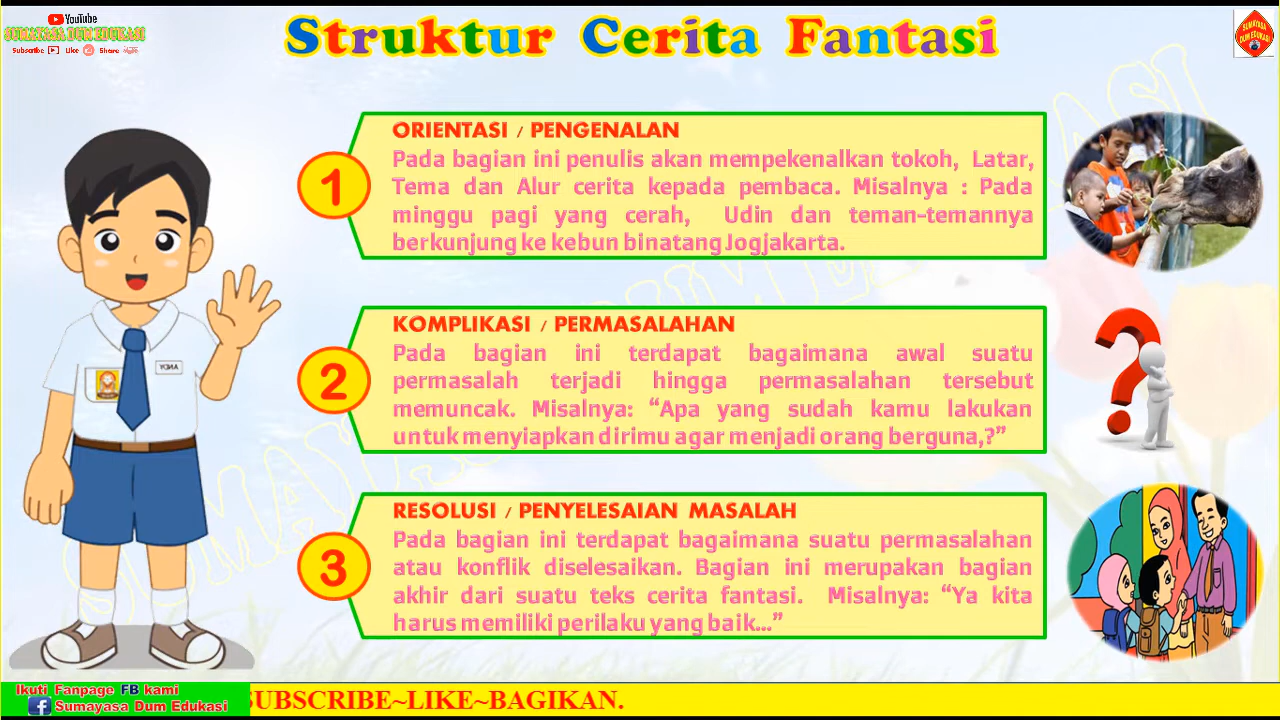 YouTube
SUMAYASA DUM EDUKASI
Subscribe Like Share
Struktur Cerita Fantasi
SUMAYASA
DUM EDUKASI
1
ORIENTASI / PENGENALAN
Pada bagian ini penulis akan mempekenalkan tokoh, Latar,
Tema dan Alur cerita kepada pembaca. Misalnya : Pada
minggu pagi yang cerah, Udin dan teman-temannya
berkunjung ke kebun binatang Jogjakarta.
ANDY
2
KOMPLIKASI / PERMASALAHAN
Pada bagian ini terdapat bagaimana awal suatu
permasalah terjadi hingga permasalahan tersebut
memuncak. Misalnya: “Apa yang sudah kamu lakukan
untuk menyiapkan dirimu agar menjadi orang berguna,?”
3
RESOLUSI / PENYELESAIAN MASALAH
Pada bagian ini terdapat bagaimana suatu permasalahan
atau konflik diselesaikan. Bagian ini merupakan bagian
akhir dari suatu teks cerita fantasi. Misalnya: “Ya kita
harus memiliki perilaku yang baik...”
Ikuti Fanpage FB kami
Sumayasa Dum Edukasi
SUBSCRIBE~LIKE~BAGIKAN.